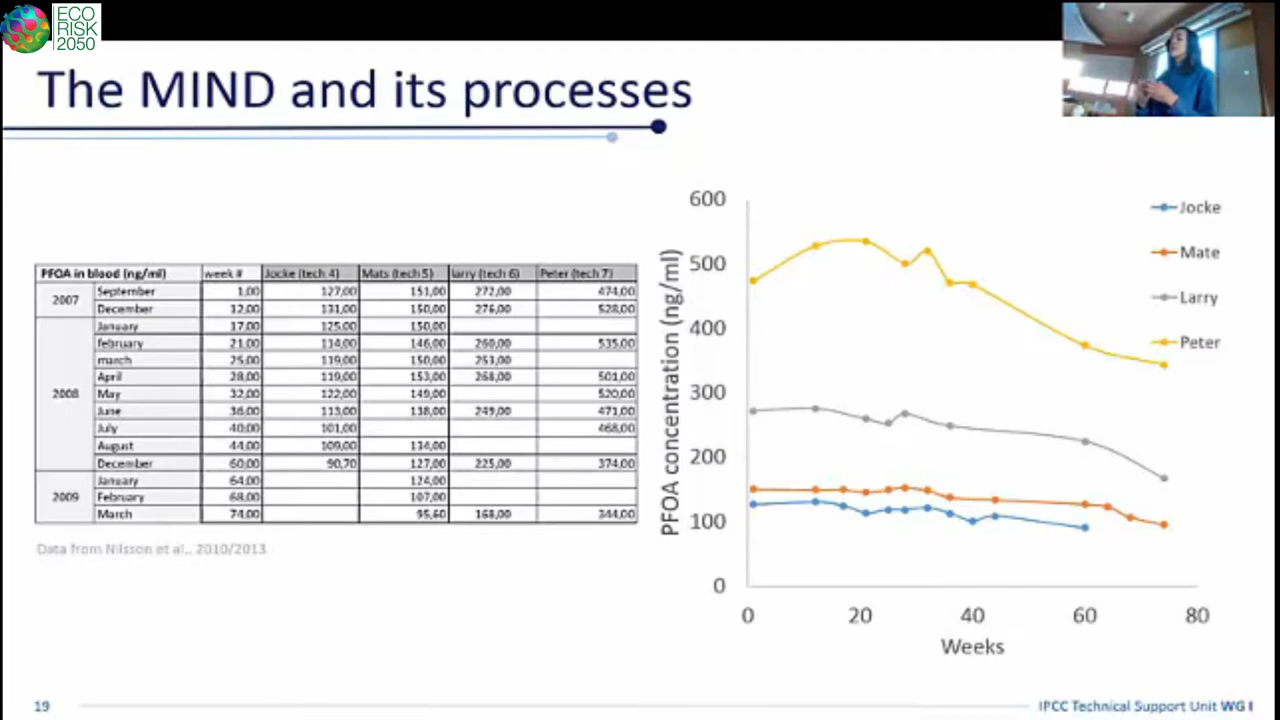 ECO
RISK
2050
The MIND and its processes
PFOA in blood (ng/ml) week # Jocke (tech 4) Mats (tech 5) larry (tech 6) Peter (tech 7)
2007 September 1,00 127,00 151,00 272,00 474,00
December 12,00 131,00 150,00 276,00 528,00
2008 January 17,00 125,00 150,00
february 21,00 114,00 146,00 260,00 535,00
march 25,00 119,00 150,00 253,00
April 28,00 119,00 153,00 268,00 501,00
May 32,00 122,00 149,00 520,00
June 36,00 113,00 138,00 249,00 471,00
July 40,00 101,00 468,00
August 44,00 109,00 134,00
December 60,00 90,70 127,00 225,00 374,00
2009 January 64,00 124,00
February 68,00 107,00
March 74,00 95,60 168,00 344,00
Data from Nilsson et al., 2010/2013
PFOA concentration (ng/ml)
600
500
400
300
200
100
0
0 20 40 60 80
Weeks
Jocke
Mate
Larry
Peter
19
IPCC Technical Support Unit WG I